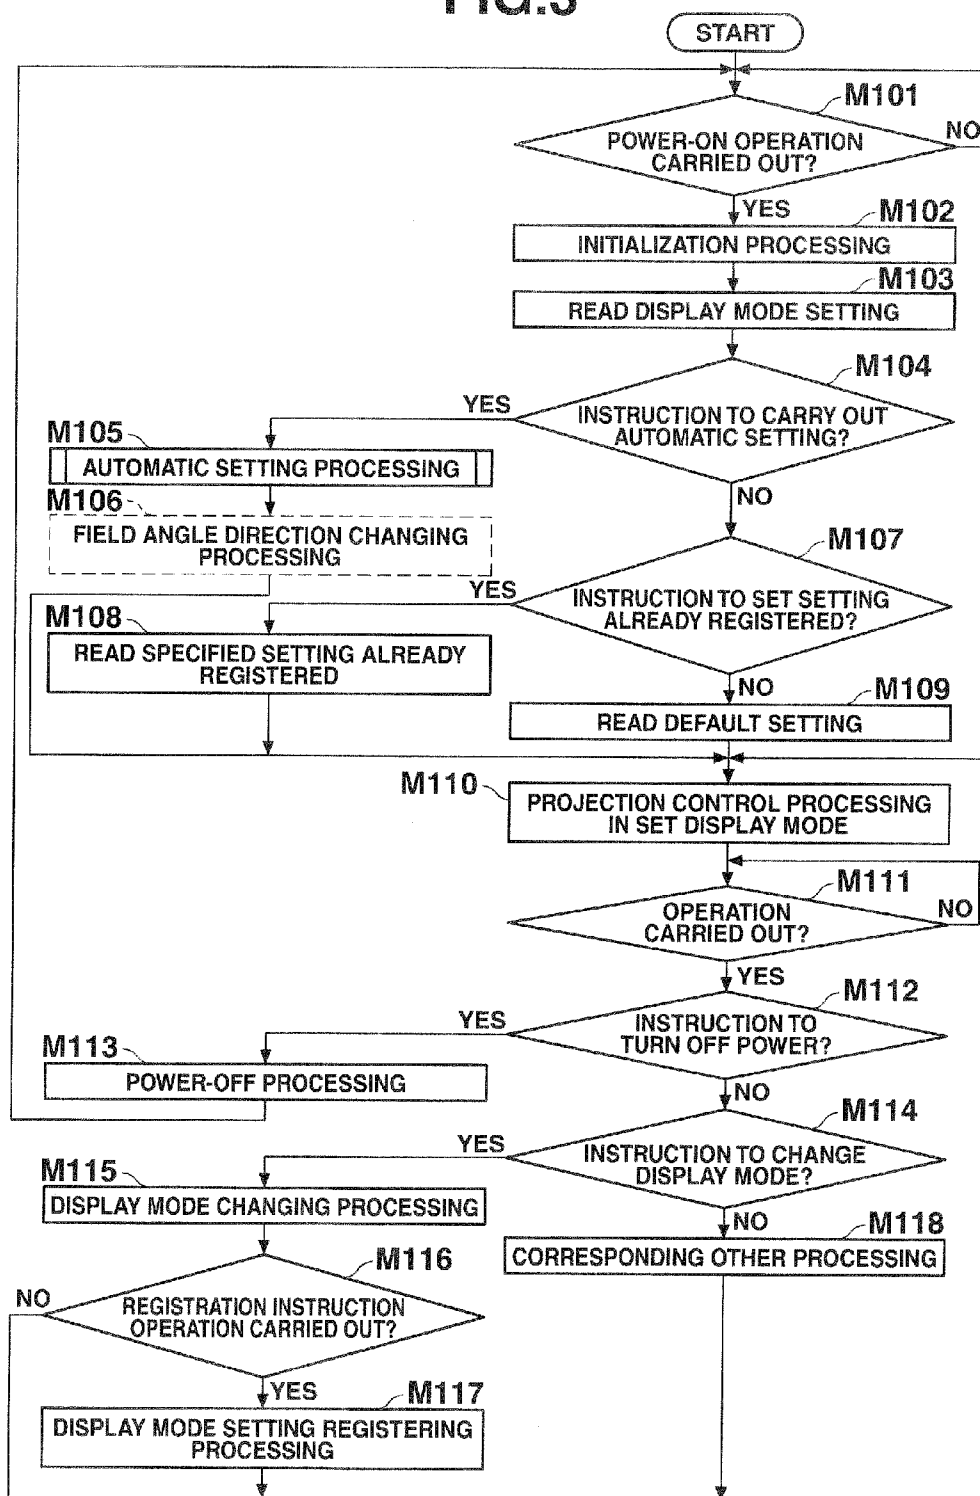 FIG.3
START
M101
POWER-ON OPERATION
CARRIED OUT?
NO
YES
M102
INITIALIZATION PROCESSING
M103
READ DISPLAY MODE SETTING
M104
INSTRUCTION TO CARRY OUT
AUTOMATIC SETTING?
YES
NO
M105
AUTOMATIC SETTING PROCESSING
M106
FIELD ANGLE DIRECTION CHANGING
PROCESSING
M107
INSTRUCTION TO SET SETTING
ALREADY REGISTERED?
YES
NO
M108
READ SPECIFIED SETTING ALREADY
REGISTERED
M109
READ DEFAULT SETTING
M110
PROJECTION CONTROL PROCESSING
IN SET DISPLAY MODE
M111
OPERATION
CARRIED OUT?
NO
YES
M112
INSTRUCTION TO
TURN OFF POWER?
YES
NO
M113
POWER-OFF PROCESSING
M114
INSTRUCTION TO CHANGE
DISPLAY MODE?
YES
NO
M115
DISPLAY MODE CHANGING PROCESSING
M118
CORRESPONDING OTHER PROCESSING
M116
REGISTRATION INSTRUCTION
OPERATION CARRIED OUT?
NO
YES
M117
DISPLAY MODE SETTING REGISTERING
PROCESSING